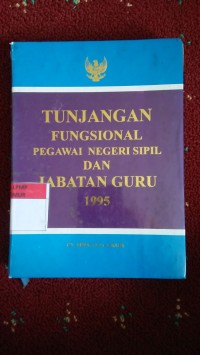 TUNJANGAN
FUNGSIONAL
PEGAWAI NEGERI SIPIL
DAN
JABATAN GURU
1995